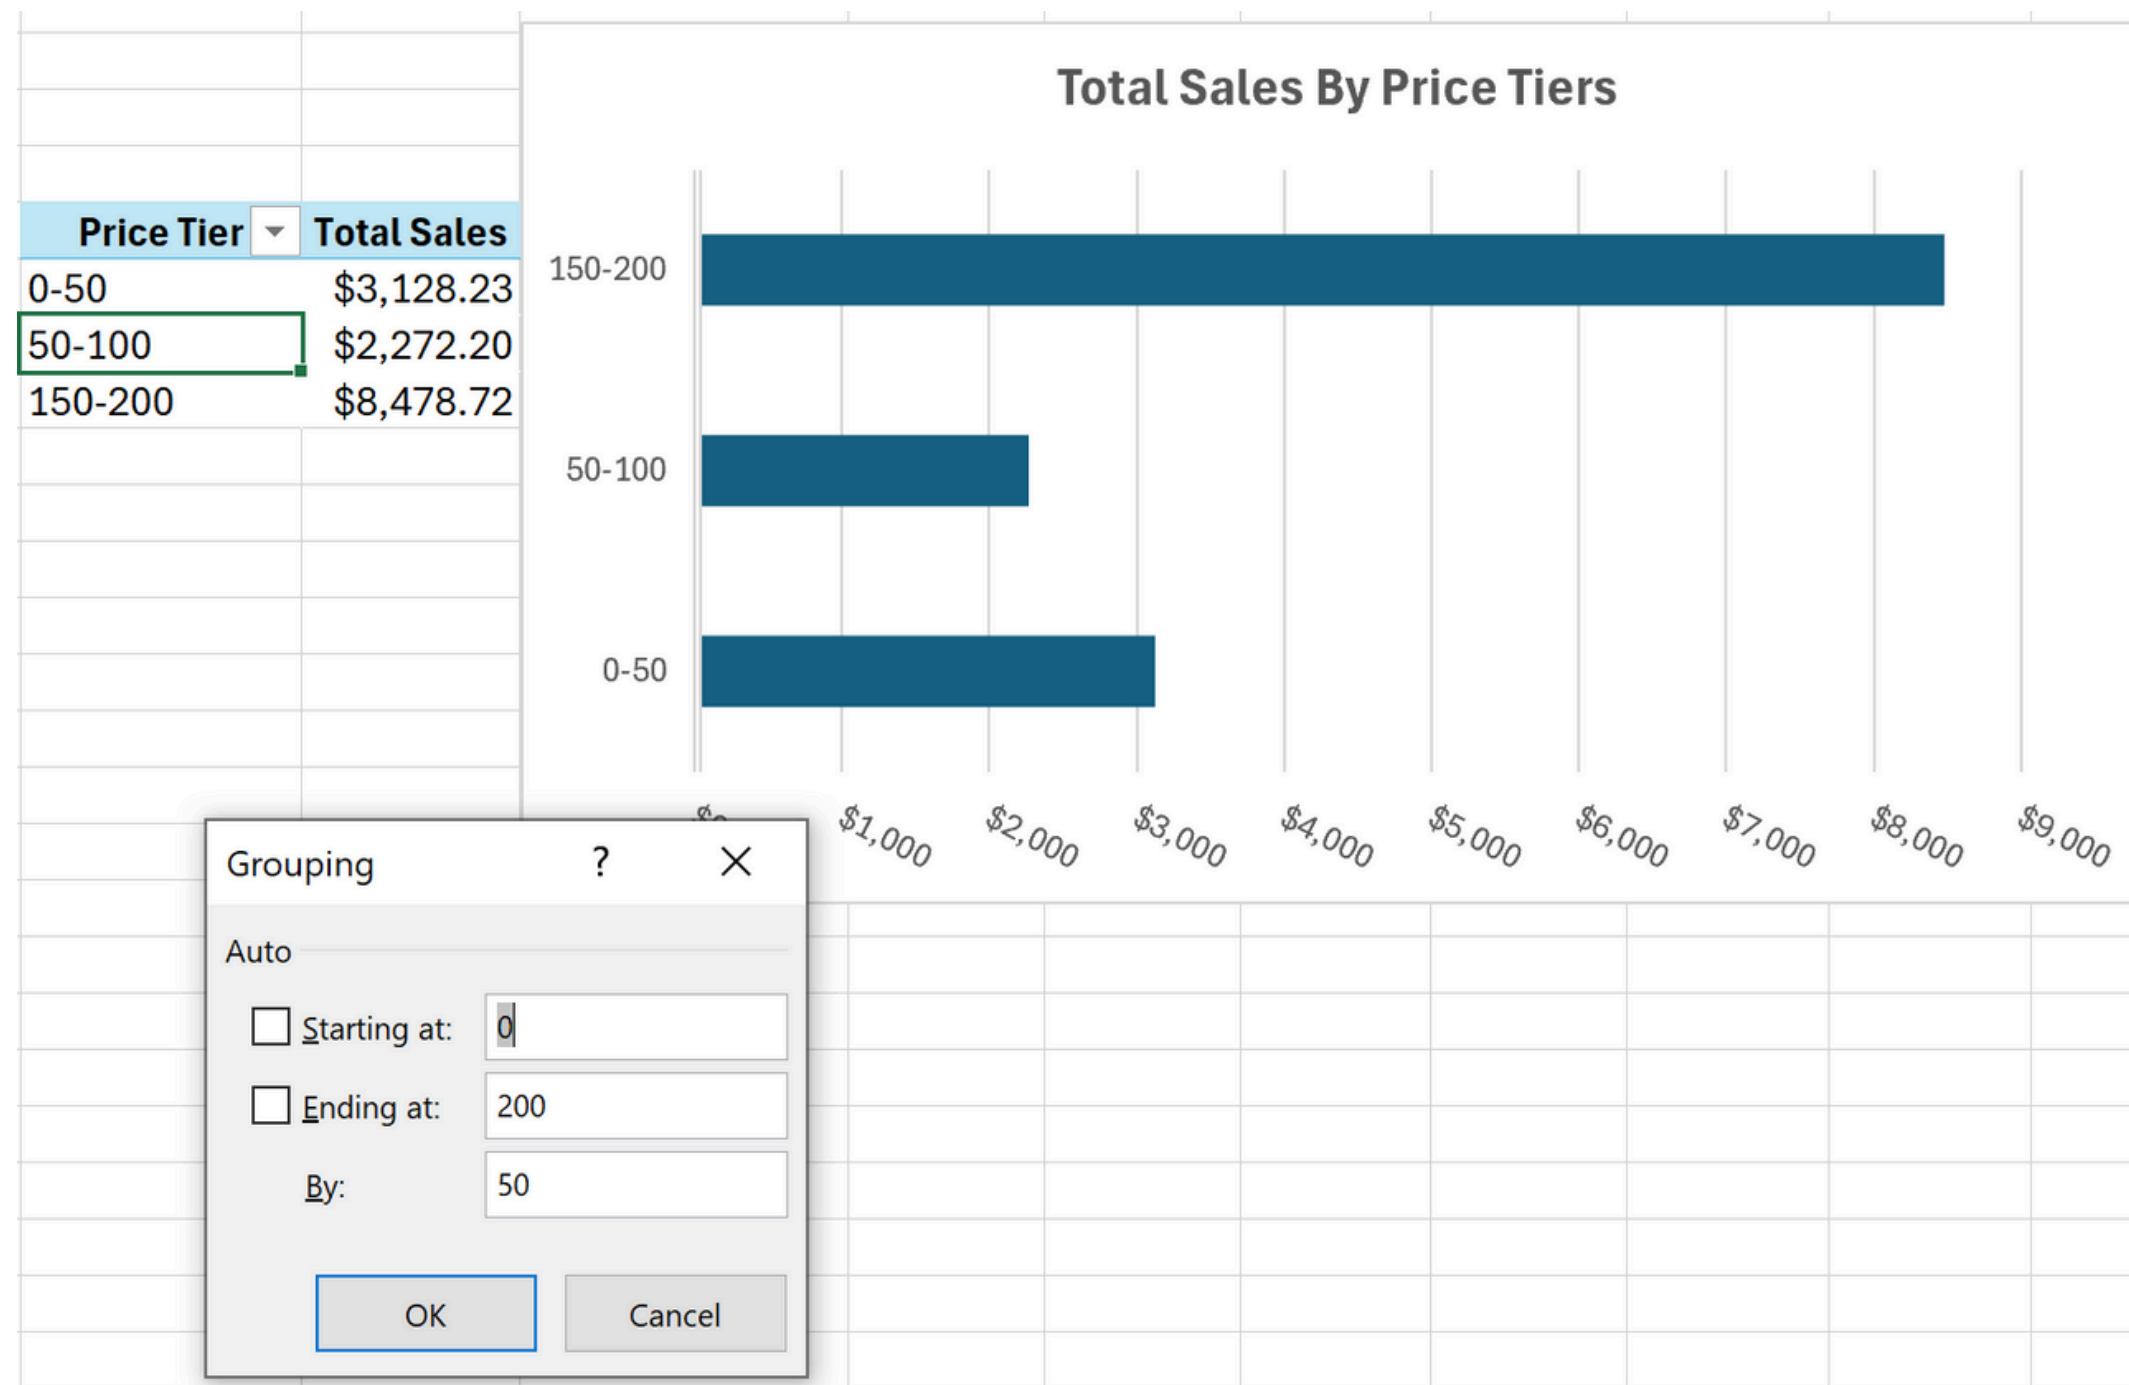 Total Sales By Price Tiers
Price Tier Total Sales
0-50 $3,128.23
50-100 $2,272.20
150-200 $8,478.72
150-200
50-100
0-50
$1,000 $2,000 $3,000 $4,000 $5,000 $6,000 $7,000 $8,000 $9,000
Grouping ?
Auto
Starting at: 0
Ending at: 200
By: 50
OK Cancel